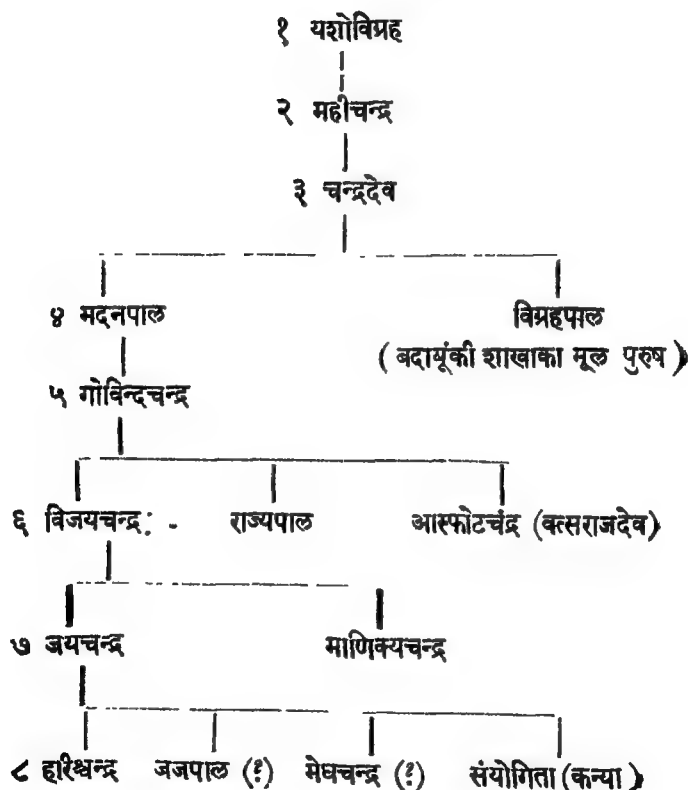 १ यशोविग्रह
२ महीचन्द्र
३ चन्द्रदेव
४ मदनपाल विग्रहपाल
( बदायूंकी शाखाका मूल पुरुष )
५ गोविन्दचन्द्र
६ विजयचन्द्र: - राज्यपाल आस्फोटचंद्र (वत्सराजदेव)
७ जयचन्द्र माणिक्यचन्द्र
८ हरिश्चन्द्र जजपाल (?) मेघचन्द्र (?) संयोगिता (कन्या)